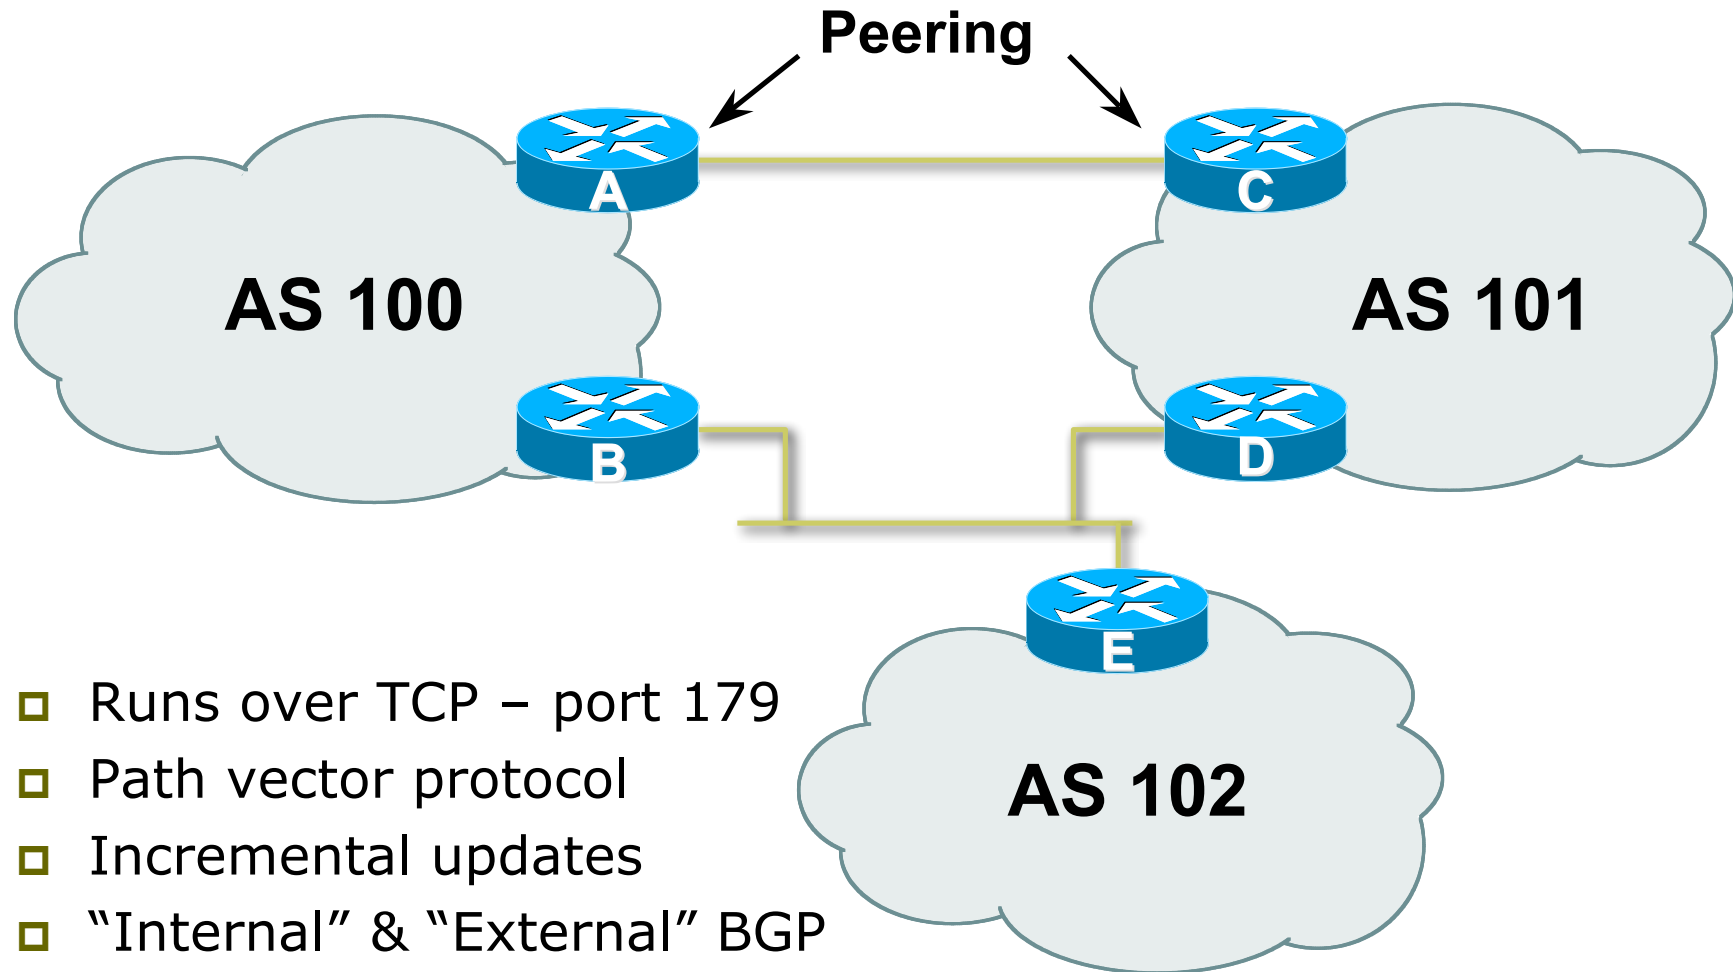 Peering
A
C
AS 100
AS 101
B
D
E
AS 102
Runs over TCP – port 179
Path vector protocol
Incremental updates
“Internal” & “External” BGP